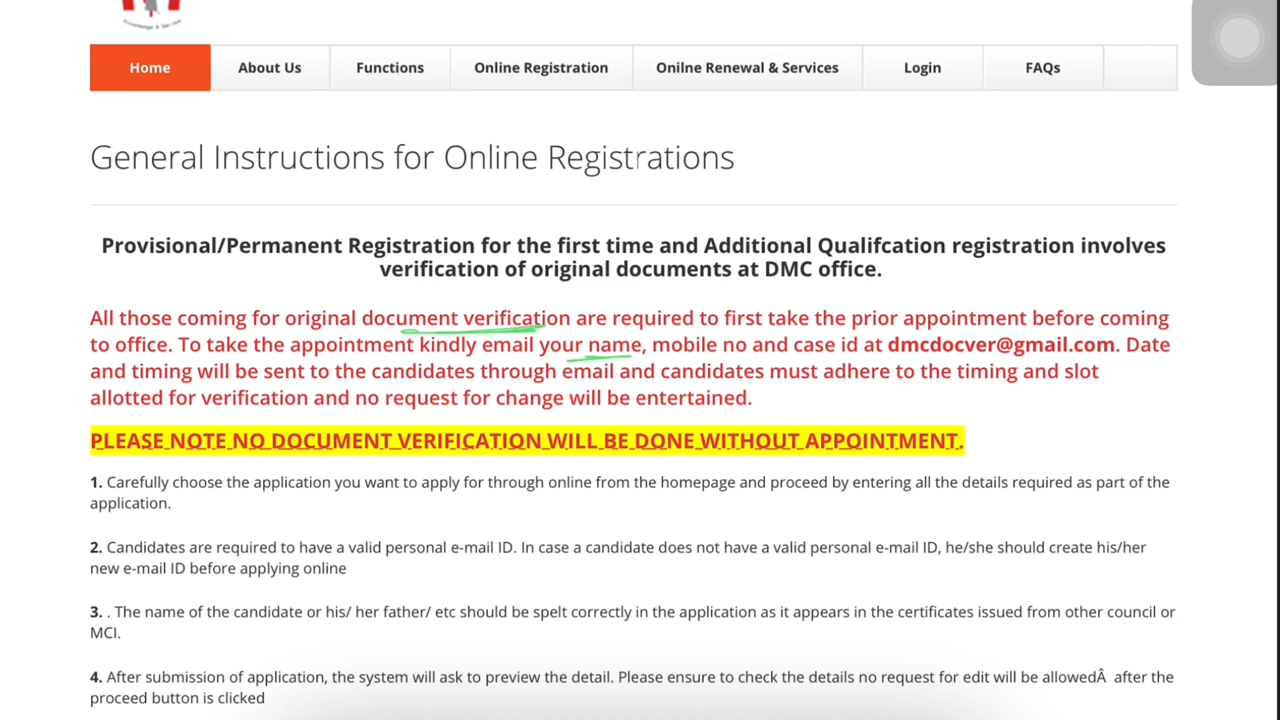 Home About Us Functions Online Registration Onilne Renewal & Services Login FAQs
General Instructions for Online Registrations
Provisional/Permanent Registration for the first time and Additional Qualifcation registration involves
verification of original documents at DMC office.
All those coming for original document verification are required to first take the prior appointment before coming
to office. To take the appointment kindly email your name, mobile no and case id at dmcdocver@gmail.com. Date
and timing will be sent to the candidates through email and candidates must adhere to the timing and slot
allotted for verification and no request for change will be entertained.
PLEASE NOTE NO DOCUMENT VERIFICATION WILL BE DONE WITHOUT APPOINTMENT.
1. Carefully choose the application you want to apply for through online from the homepage and proceed by entering all the details required as part of the
application.
2. Candidates are required to have a valid personal e-mail ID. In case a candidate does not have a valid personal e-mail ID, he/she should create his/her
new e-mail ID before applying online
3. . The name of the candidate or his/ her father/ etc should be spelt correctly in the application as it appears in the certificates issued from other council or
MCI.
4. After submission of application, the system will ask to preview the detail. Please ensure to check the details no request for edit will be allowedÂ after the
proceed button is clicked